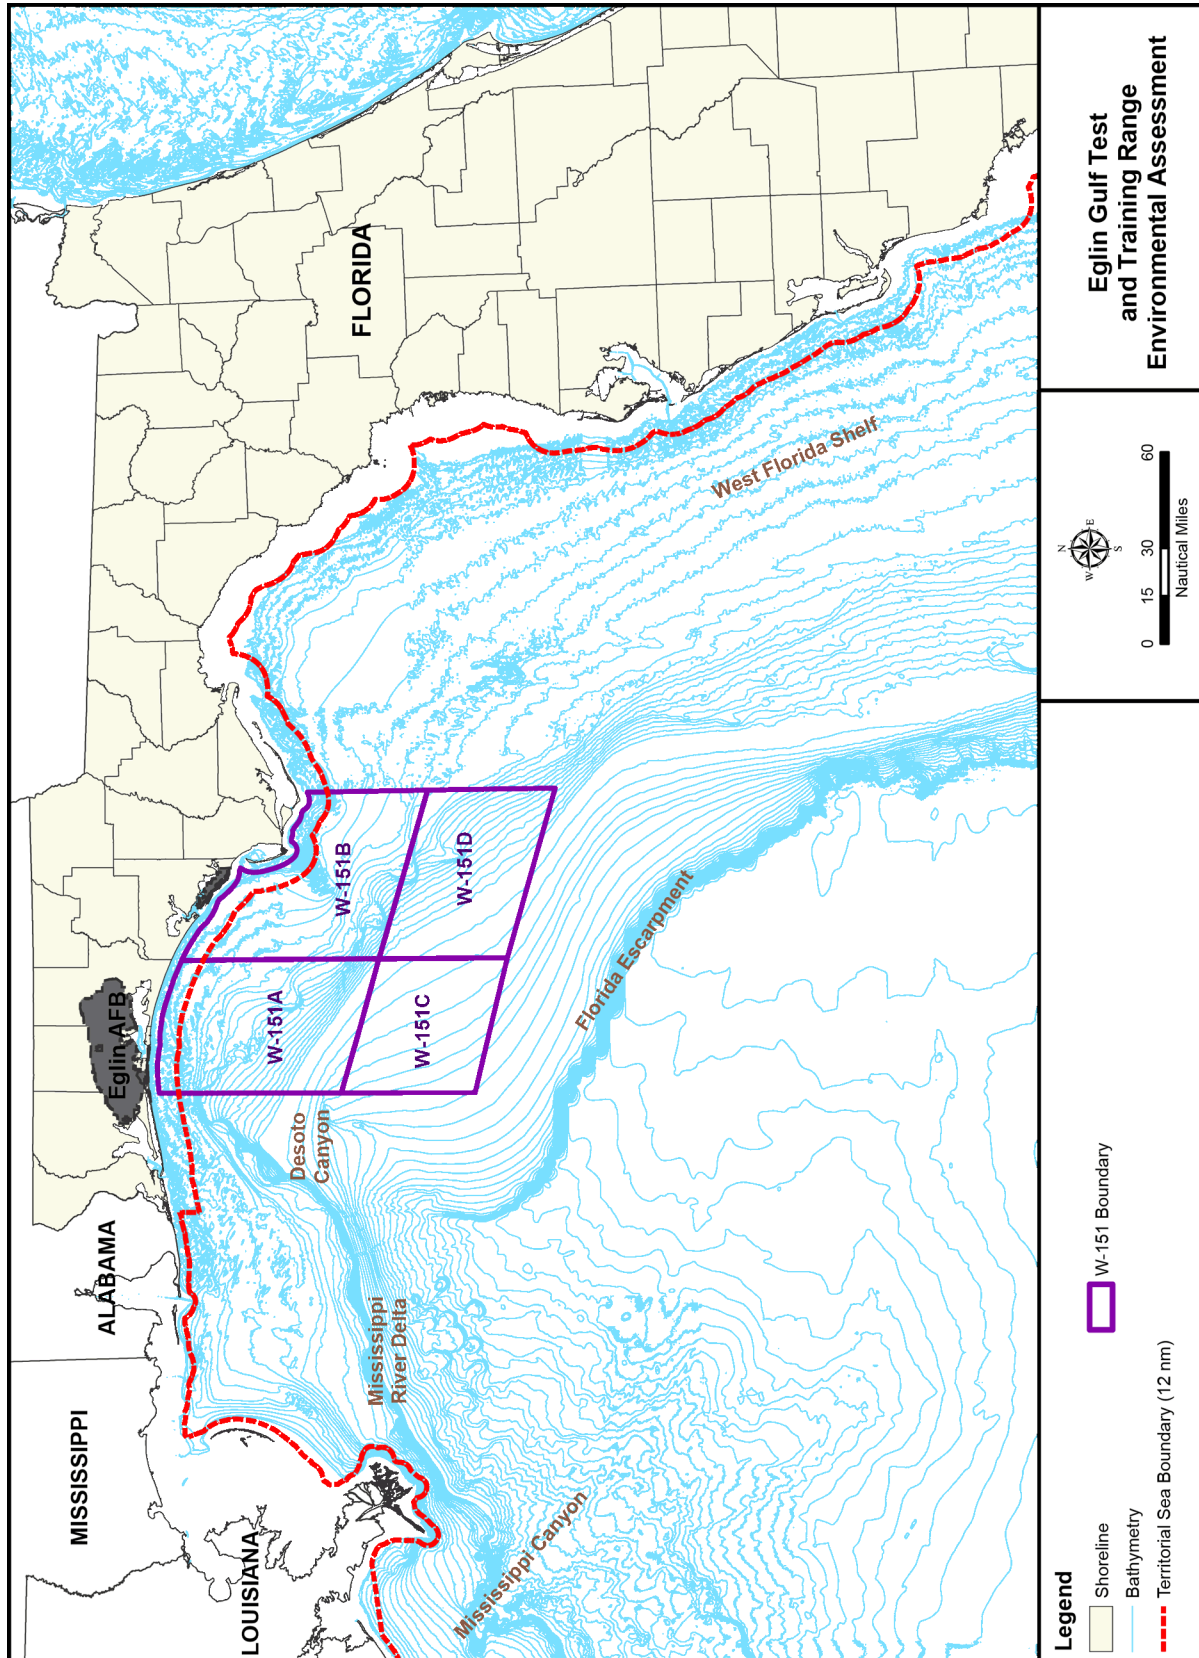 MISSISSIPPI
ALABAMA
LOUISIANA
Eglin AFB
FLORIDA
W-151A
W-151B
W-151C
W-151D
Desoto
Canyon
Mississippi
River Delta
Mississippi Canyon
Florida Escarpment
West Florida Shelf
Legend
Shoreline
Bathymetry
Territorial Sea Boundary (12 nm)
W-151 Boundary
N
W
E
S
0 15 30 60
Nautical Miles
Eglin Gulf Test
and Training Range
Environmental Assessment